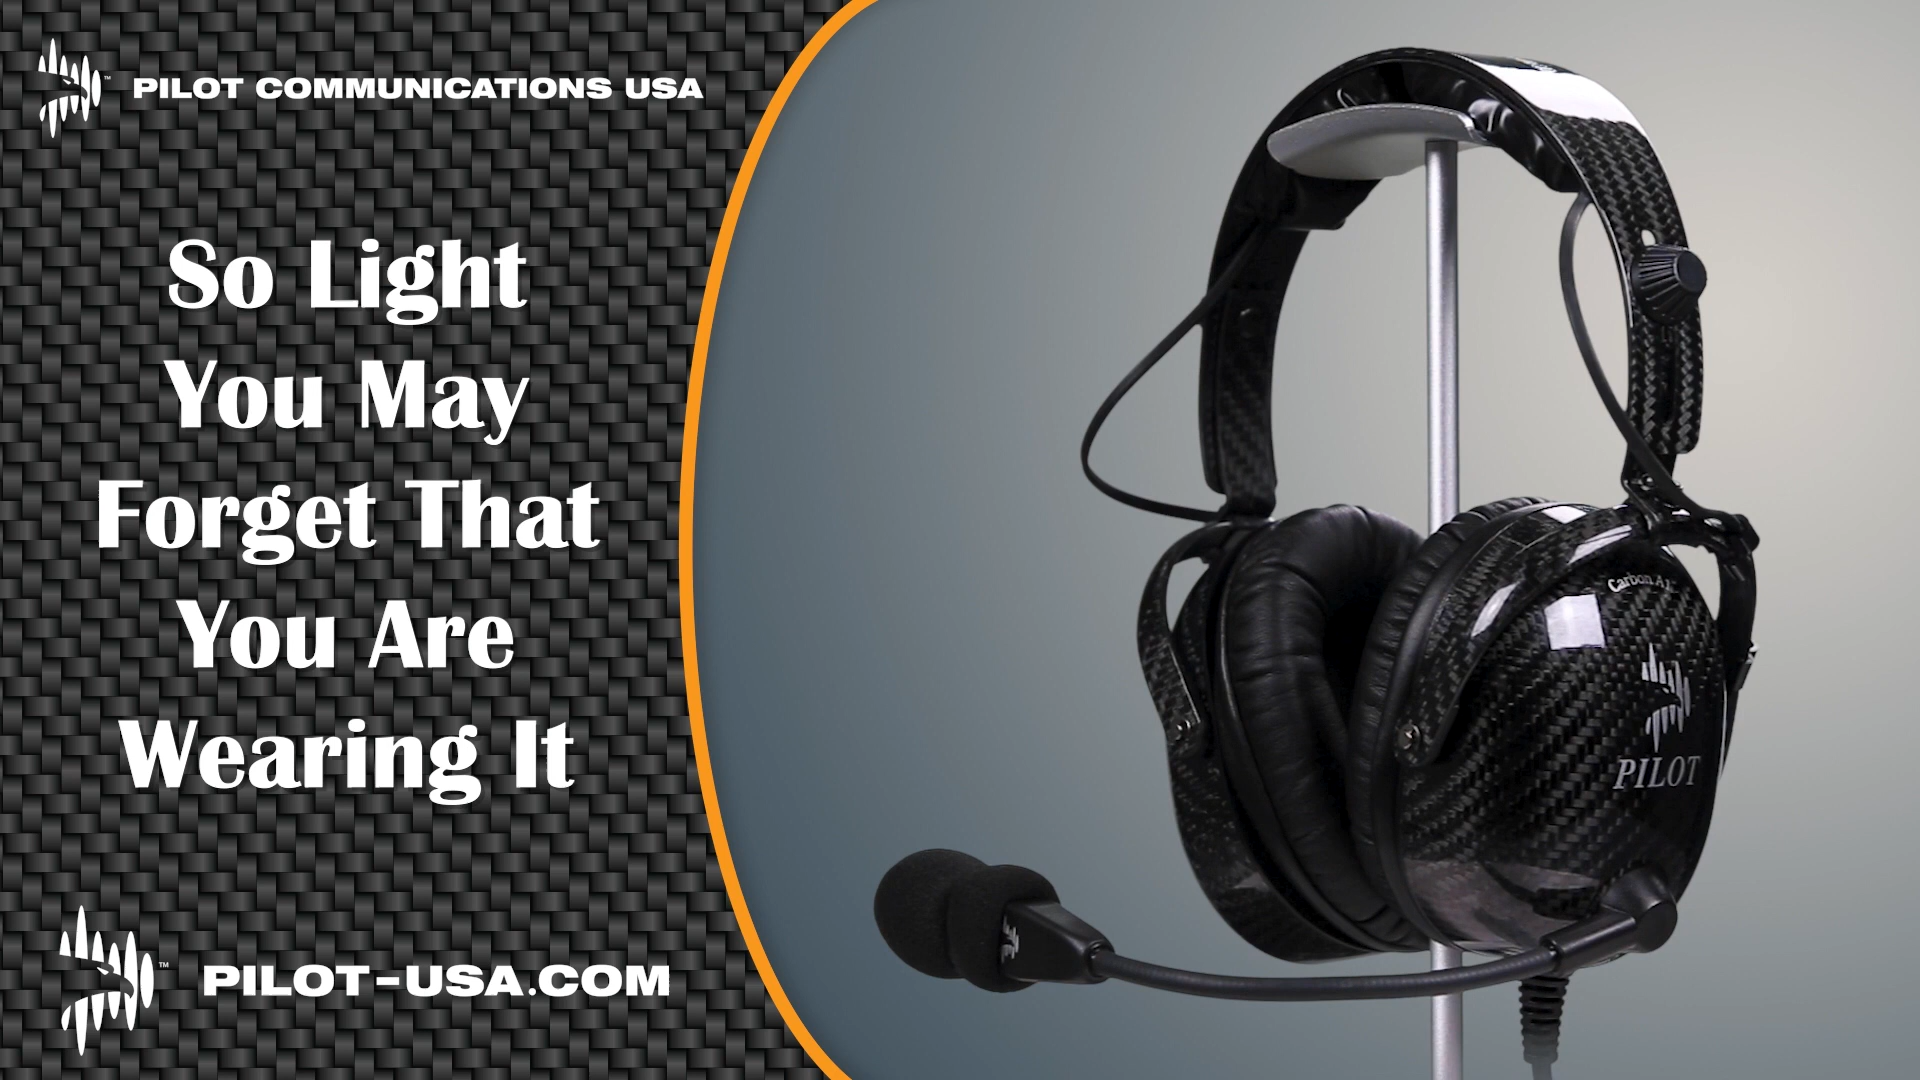 PILOT COMMUNICATIONS USA
So Light
You May
Forget That
You Are
Wearing It
PILOT-USA.COM
PILOT